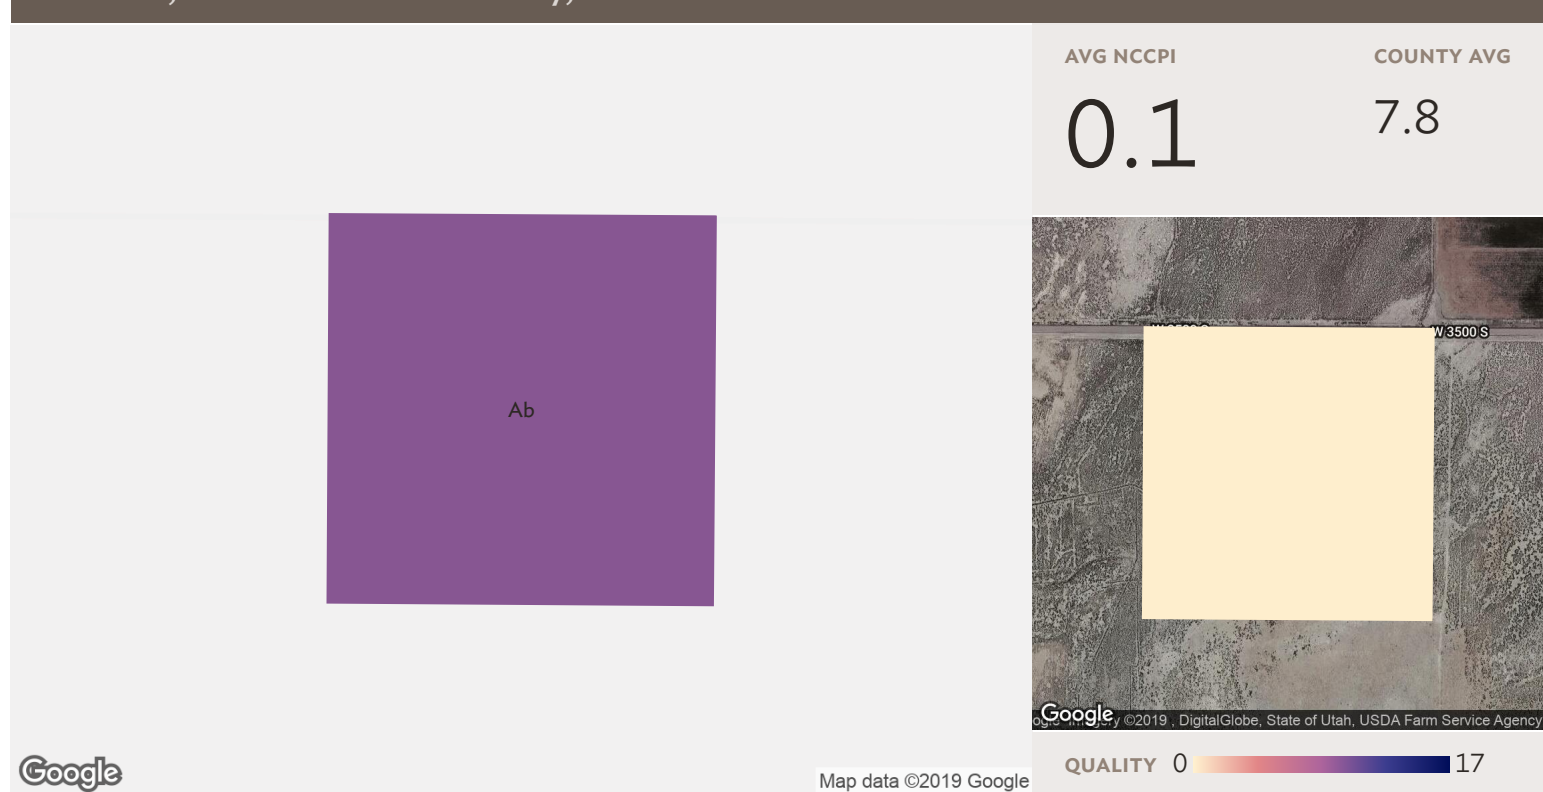 AVG NCCPI
COUNTY AVG
0.1
7.8
Ab
W 3500 S
Google
©2019 , DigitalGlobe, State of Utah, USDA Farm Service Agency
Google
Map data ©2019 Google
QUALITY 0 17